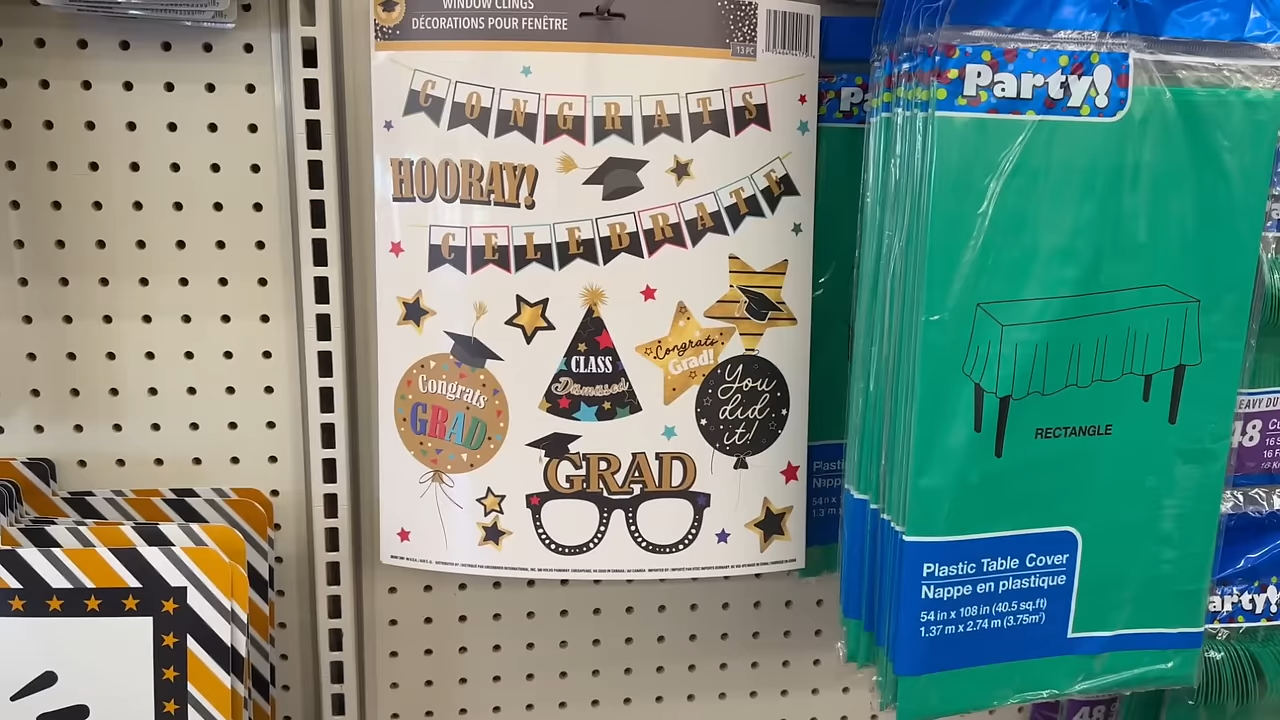 WINDOW CLINGS
DÉCORATIONS POUR FENÊTRE
13 PC
CONGRATS
HOORAY!
CELEBRATE
CLASS
Dismissed
Congrats
Grad!
Congrats
GRAD
You
did
it!
GRAD
Party!
RECTANGLE
Plastic Table Cover
Nappe en plastique
54 in x 108 in (40.5 sq.ft)
1.37 m x 2.74 m (3.75m²)
48
arty!
48